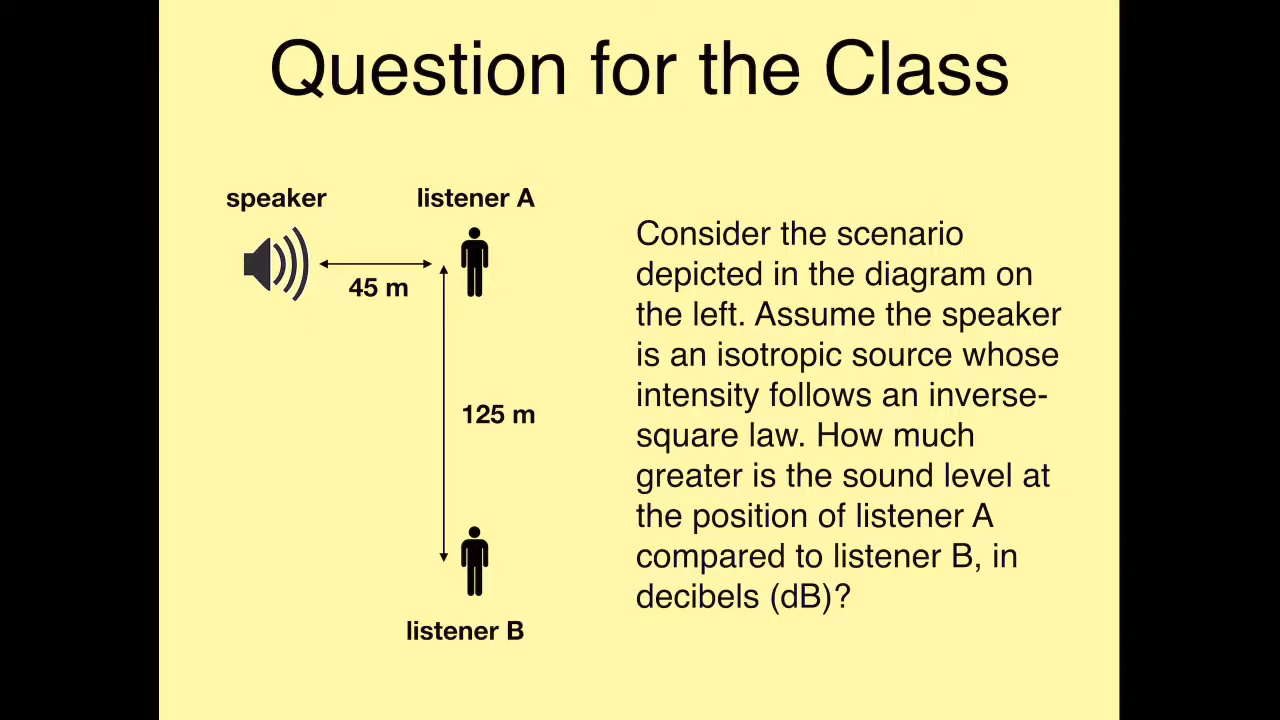 Question for the Class
speaker
listener A
45 m
125 m
listener B
Consider the scenario
depicted in the diagram on
the left. Assume the speaker
is an isotropic source whose
intensity follows an inverse-
square law. How much
greater is the sound level at
the position of listener A
compared to listener B, in
decibels (dB)?